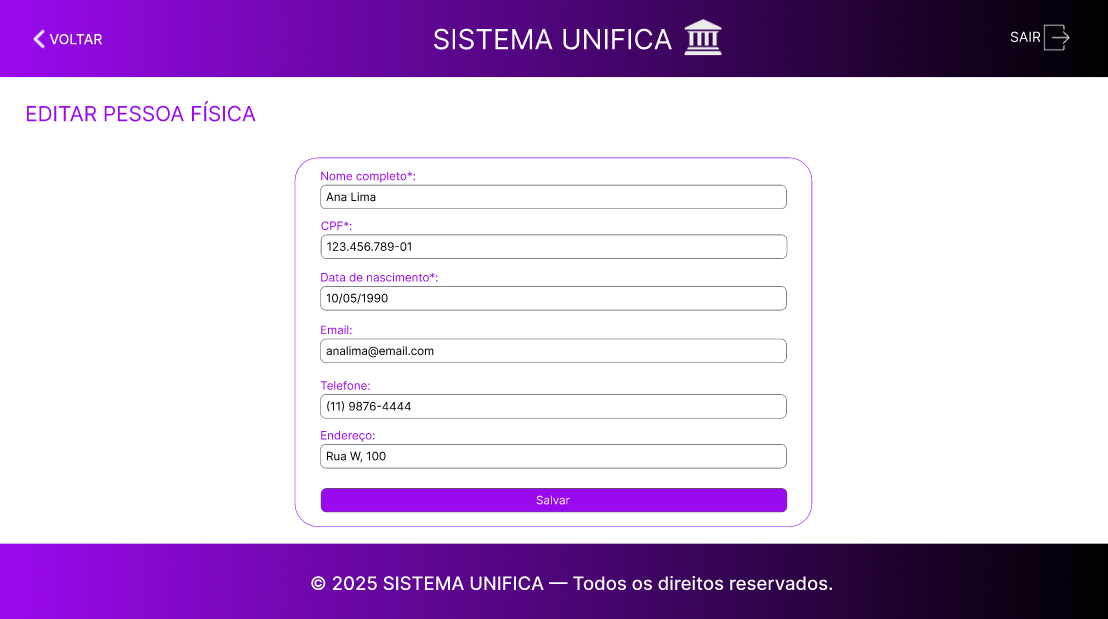 VOLTAR
SISTEMA UNIFICA
SAIR
EDITAR PESSOA FÍSICA
Nome completo*:
Ana Lima
CPF*:
123.456.789-01
Data de nascimento*:
10/05/1990
Email:
analima@email.com
Telefone:
(11) 9876-4444
Endereço:
Rua W, 100
Salvar
© 2025 SISTEMA UNIFICA — Todos os direitos reservados.